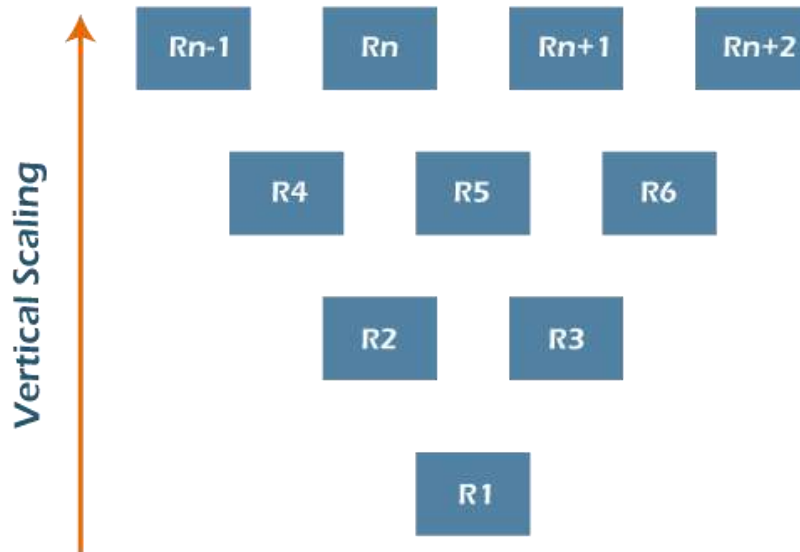 Rn-1 Rn Rn+1 Rn+2
R4 R5 R6
R2 R3
R1
Vertical Scaling